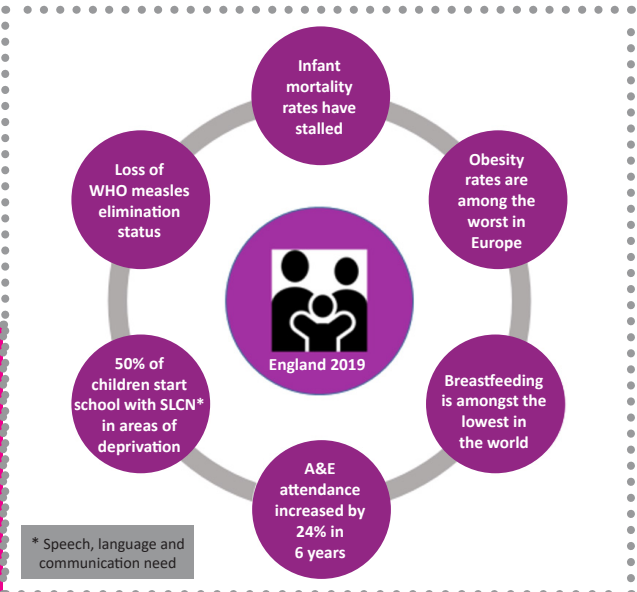 Infant
mortality
rates have
stalled
Obesity
rates are
among the
worst in
Europe
Breastfeeding
is amongst the
lowest in
the world
A&E
attendance
increased by
24% in
6 years
50% of
children start
school with SLCN*
in areas of
deprivation
Loss of
WHO measles
elimination
status
England 2019
* Speech, language and
communication need